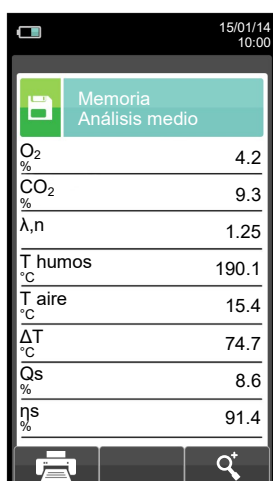 15/01/14
10:00
Memoria
Análisis medio
O₂ 4.2
%
CO₂ 9.3
%
λ,n 1.25
T humos 190.1
°C
T aire 15.4
°C
ΔT 74.7
°C
Qs 8.6
%
ηs 91.4
%